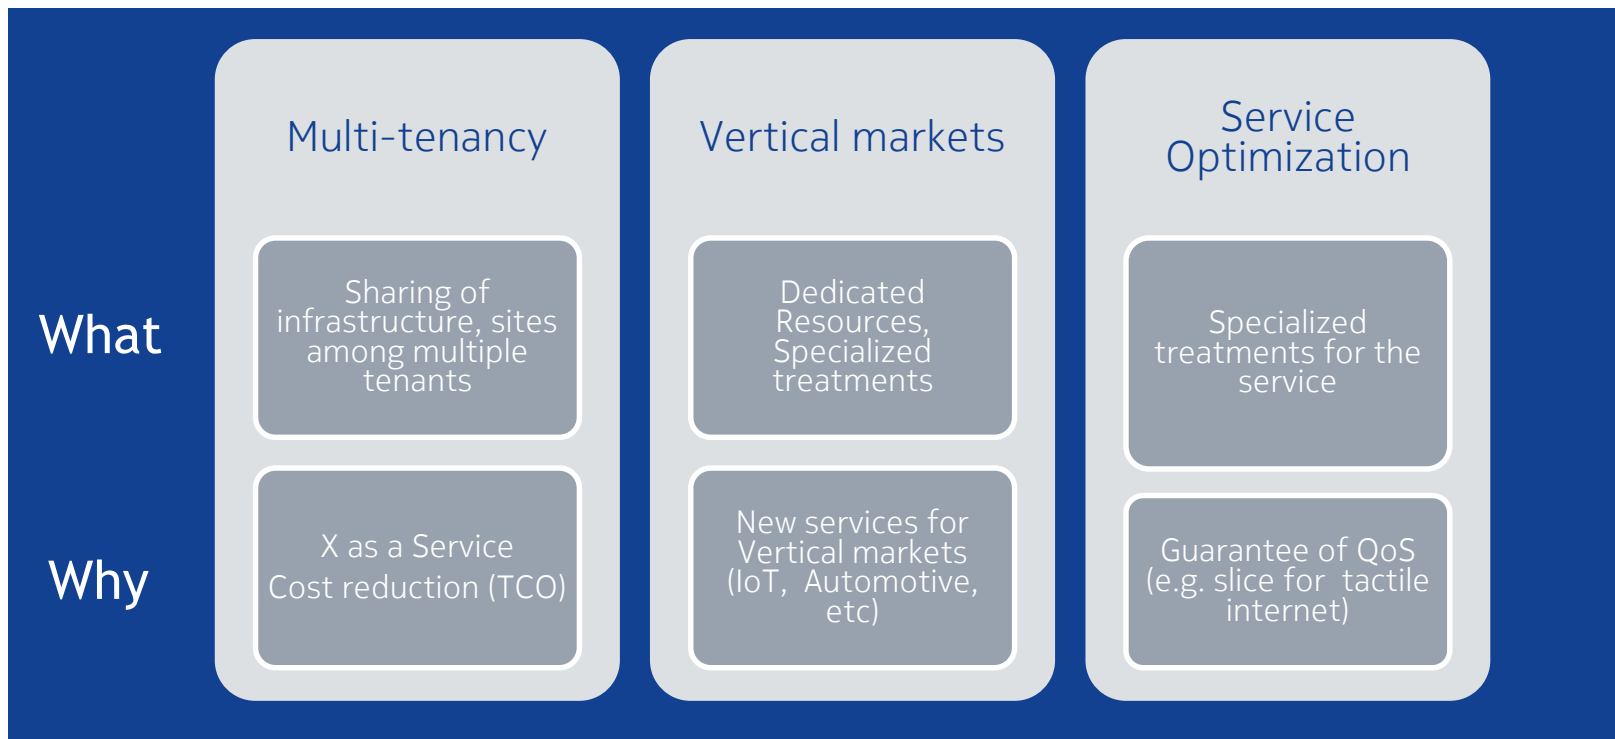 Multi-tenancy
Vertical markets
Service
Optimization
What
Sharing of
infrastructure, sites
among multiple
tenants
Dedicated
Resources,
Specialized
treatments
Specialized
treatments for the
service
Why
X as a Service
Cost reduction (TCO)
New services for
Vertical markets
(IoT,  Automotive,
etc)
Guarantee of QoS
(e.g. slice for  tactile
internet)